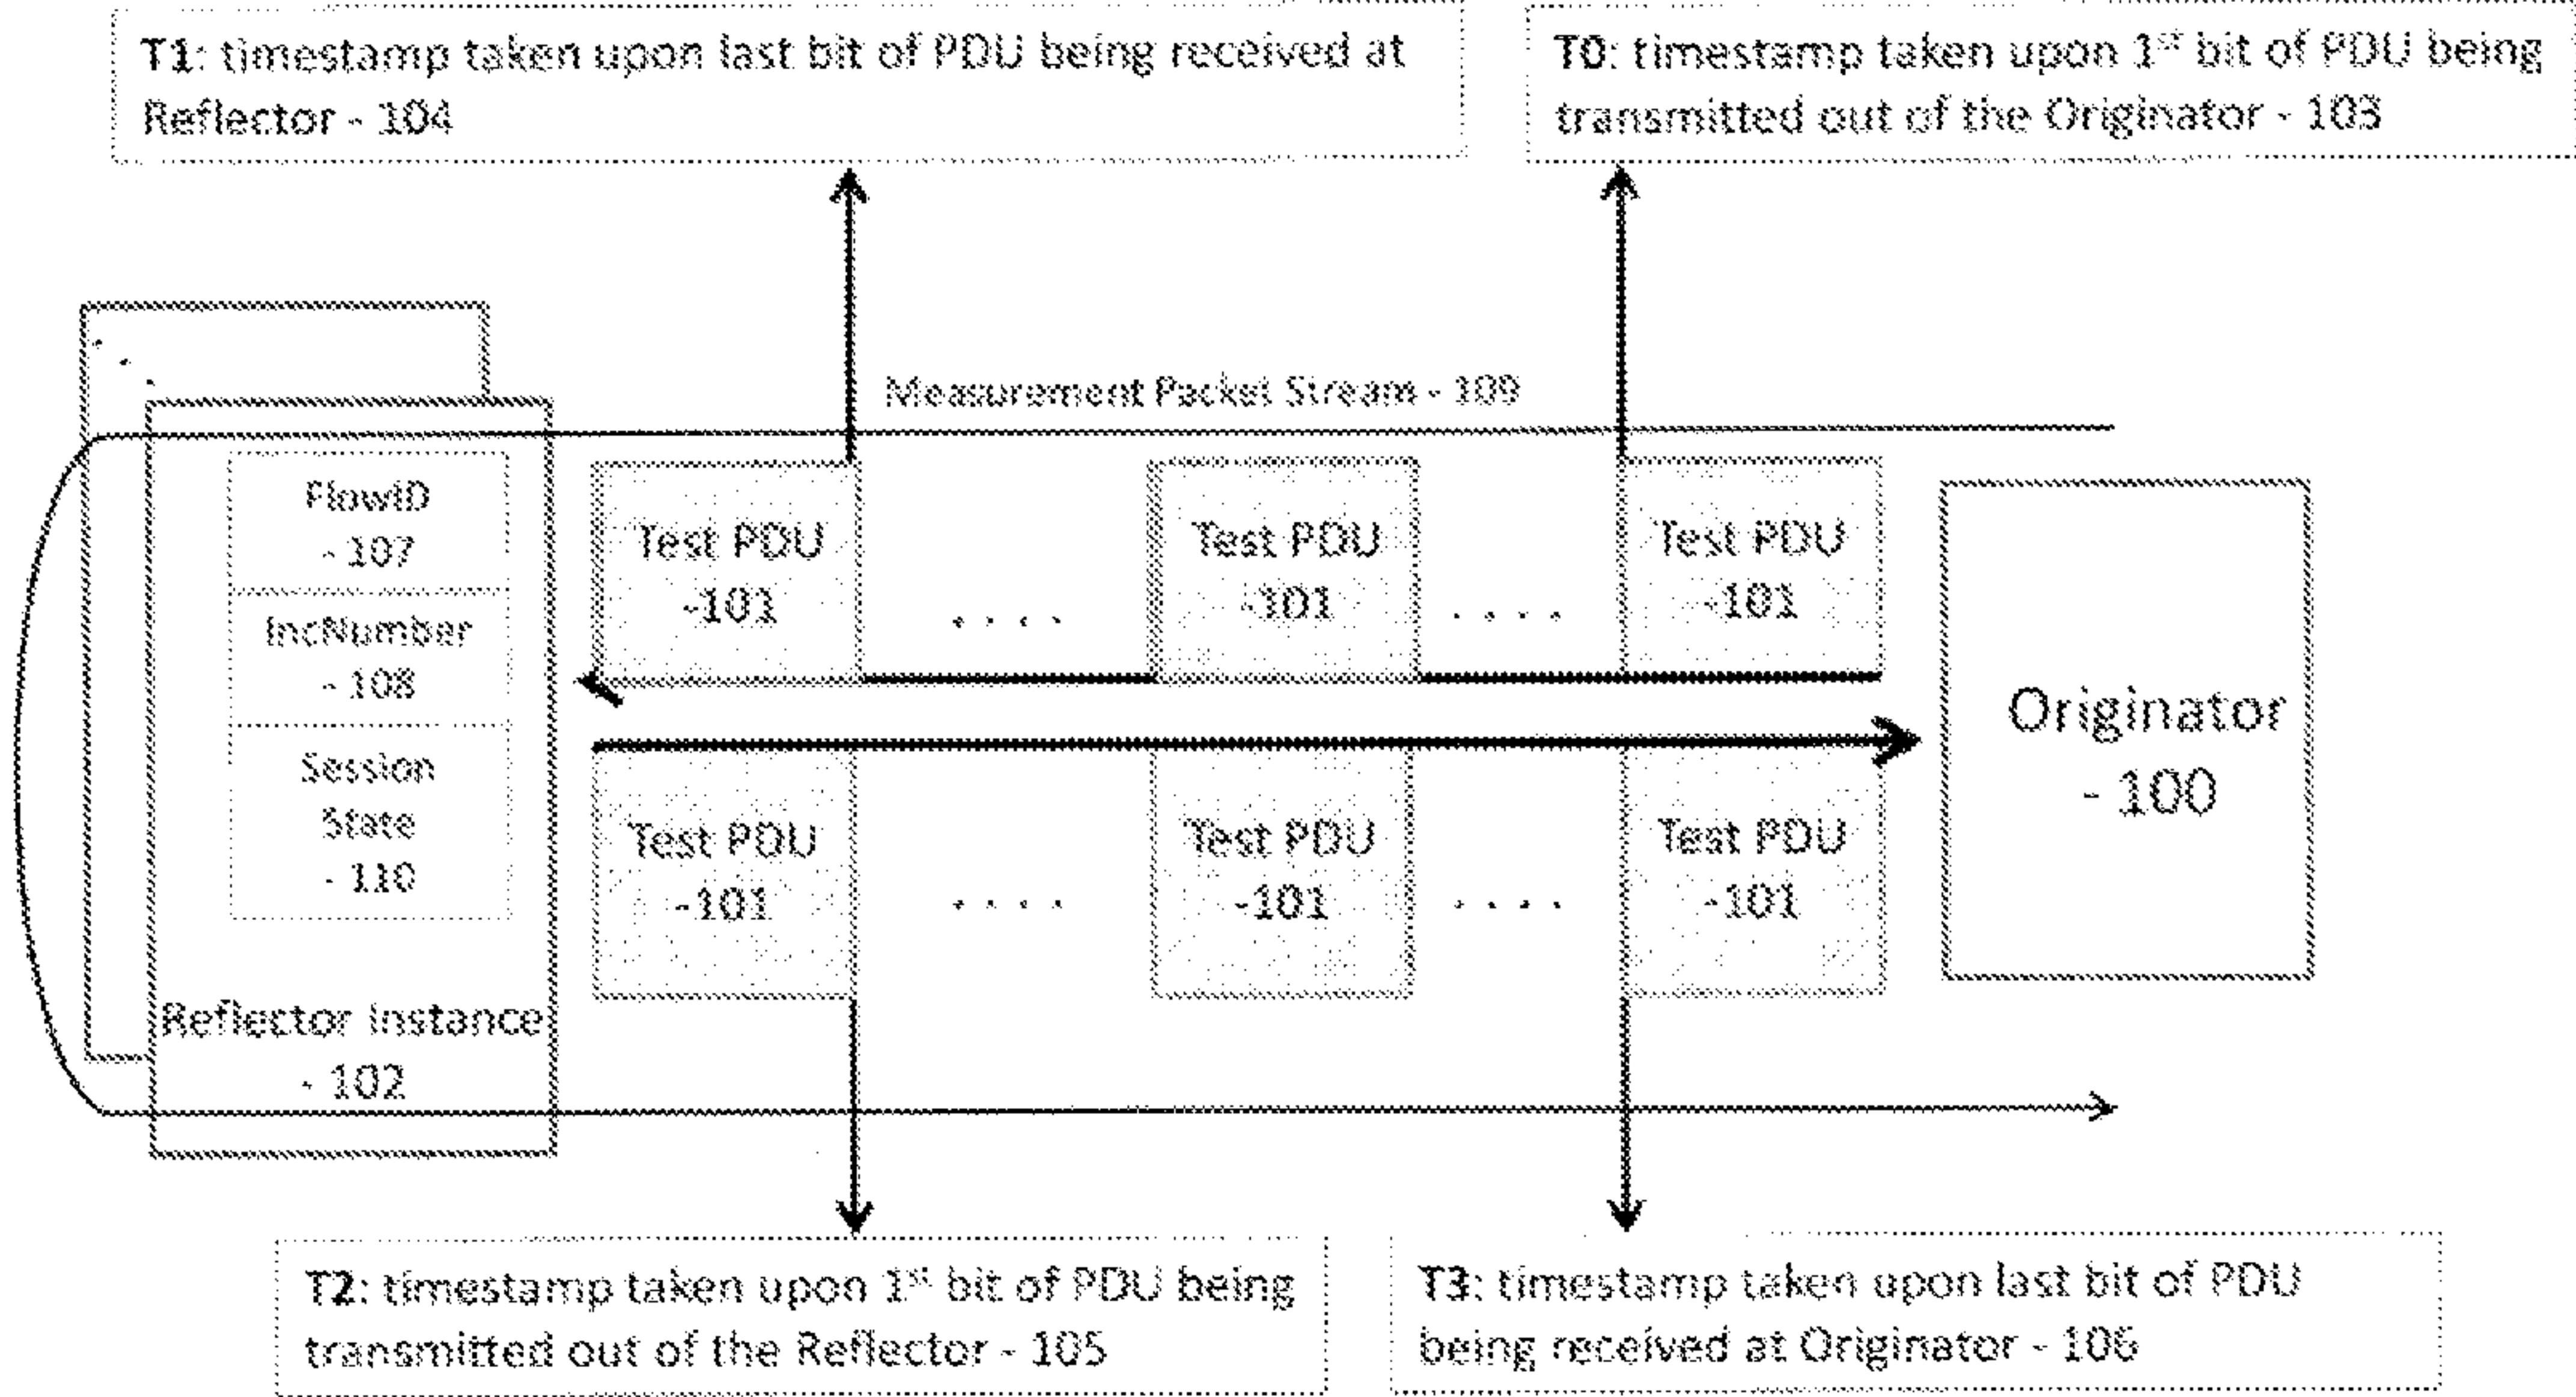 T1: timestamp taken upon last bit of PDU being received at
Reflector - 104
T0: timestamp taken upon 1st bit of PDU being
transmitted out of the Originator - 103
Measurement Packet Stream - 109
FlowID
- 107
IncNumber
- 108
Session
State
- 110
Reflector Instance
- 102
Test PDU
-101
. . . .
Test PDU
-101
. . . .
Test PDU
-101
Test PDU
-101
. . . .
Test PDU
-101
. . . .
Test PDU
-101
Originator
- 100
T2: timestamp taken upon 1st bit of PDU being
transmitted out of the Reflector - 105
T3: timestamp taken upon last bit of PDU
being received at Originator - 106